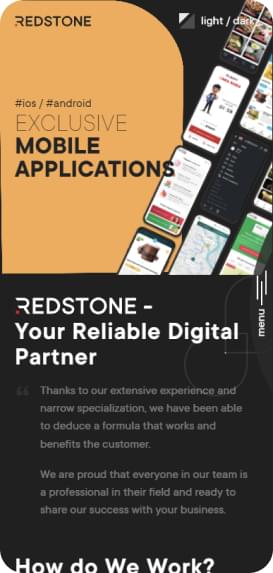 REDSTONE
light / dark
#ios / #android
EXCLUSIVE
MOBILE
APPLICATIONS
menu
REDSTONE -
Your Reliable Digital
Partner
Thanks to our extensive experience and
narrow specialization, we have been able
to deduce a formula that works and
benefits the customer.
We are proud that everyone in our team is
a professional in their field and ready to
share our success with your business.
How do We Work?